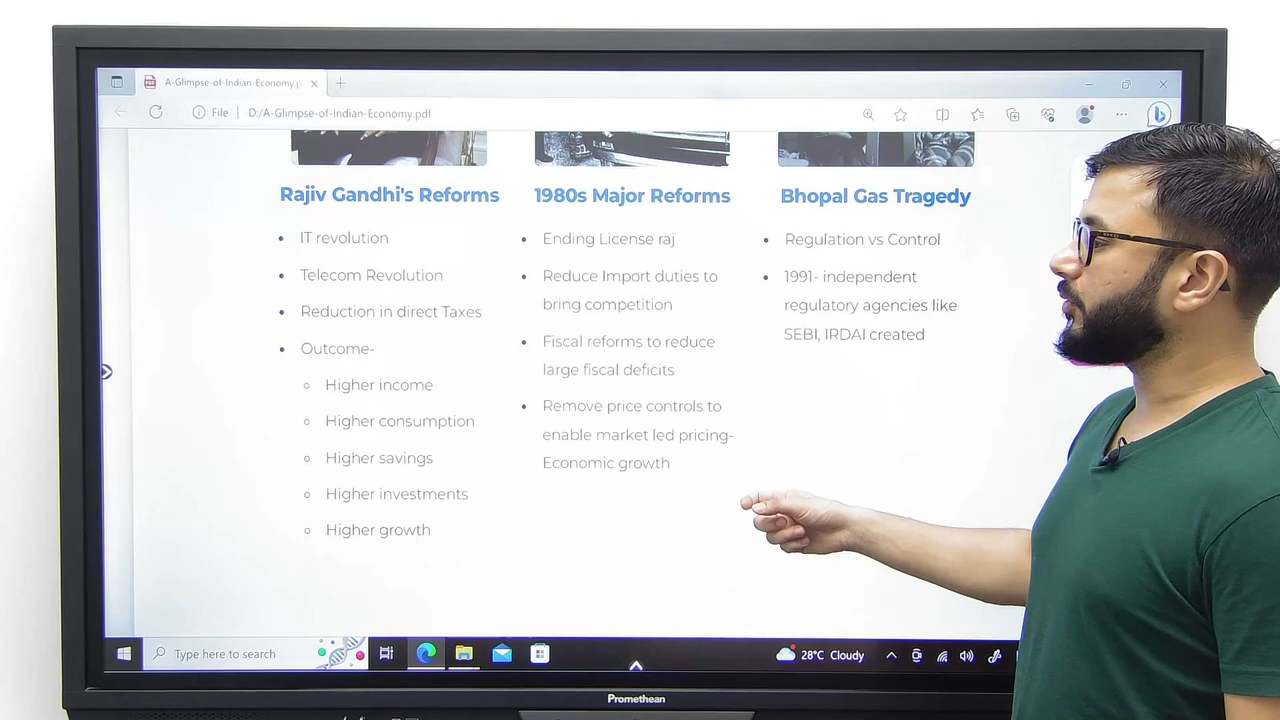 A-Glimpse-of-Indian-Economy.p
File | D:/A-Glimpse-of-Indian-Economy.pdf
Rajiv Gandhi's Reforms
IT revolution
Telecom Revolution
Reduction in direct Taxes
Outcome-
Higher income
Higher consumption
Higher savings
Higher investments
Higher growth
1980s Major Reforms
Ending License raj
Reduce Import duties to
bring competition
Fiscal reforms to reduce
large fiscal deficits
Remove price controls to
enable market led pricing-
Economic growth
Bhopal Gas Tragedy
Regulation vs Control
1991- independent
regulatory agencies like
SEBI, IRDAI created
Type here to search
28°C Cloudy
Promethean